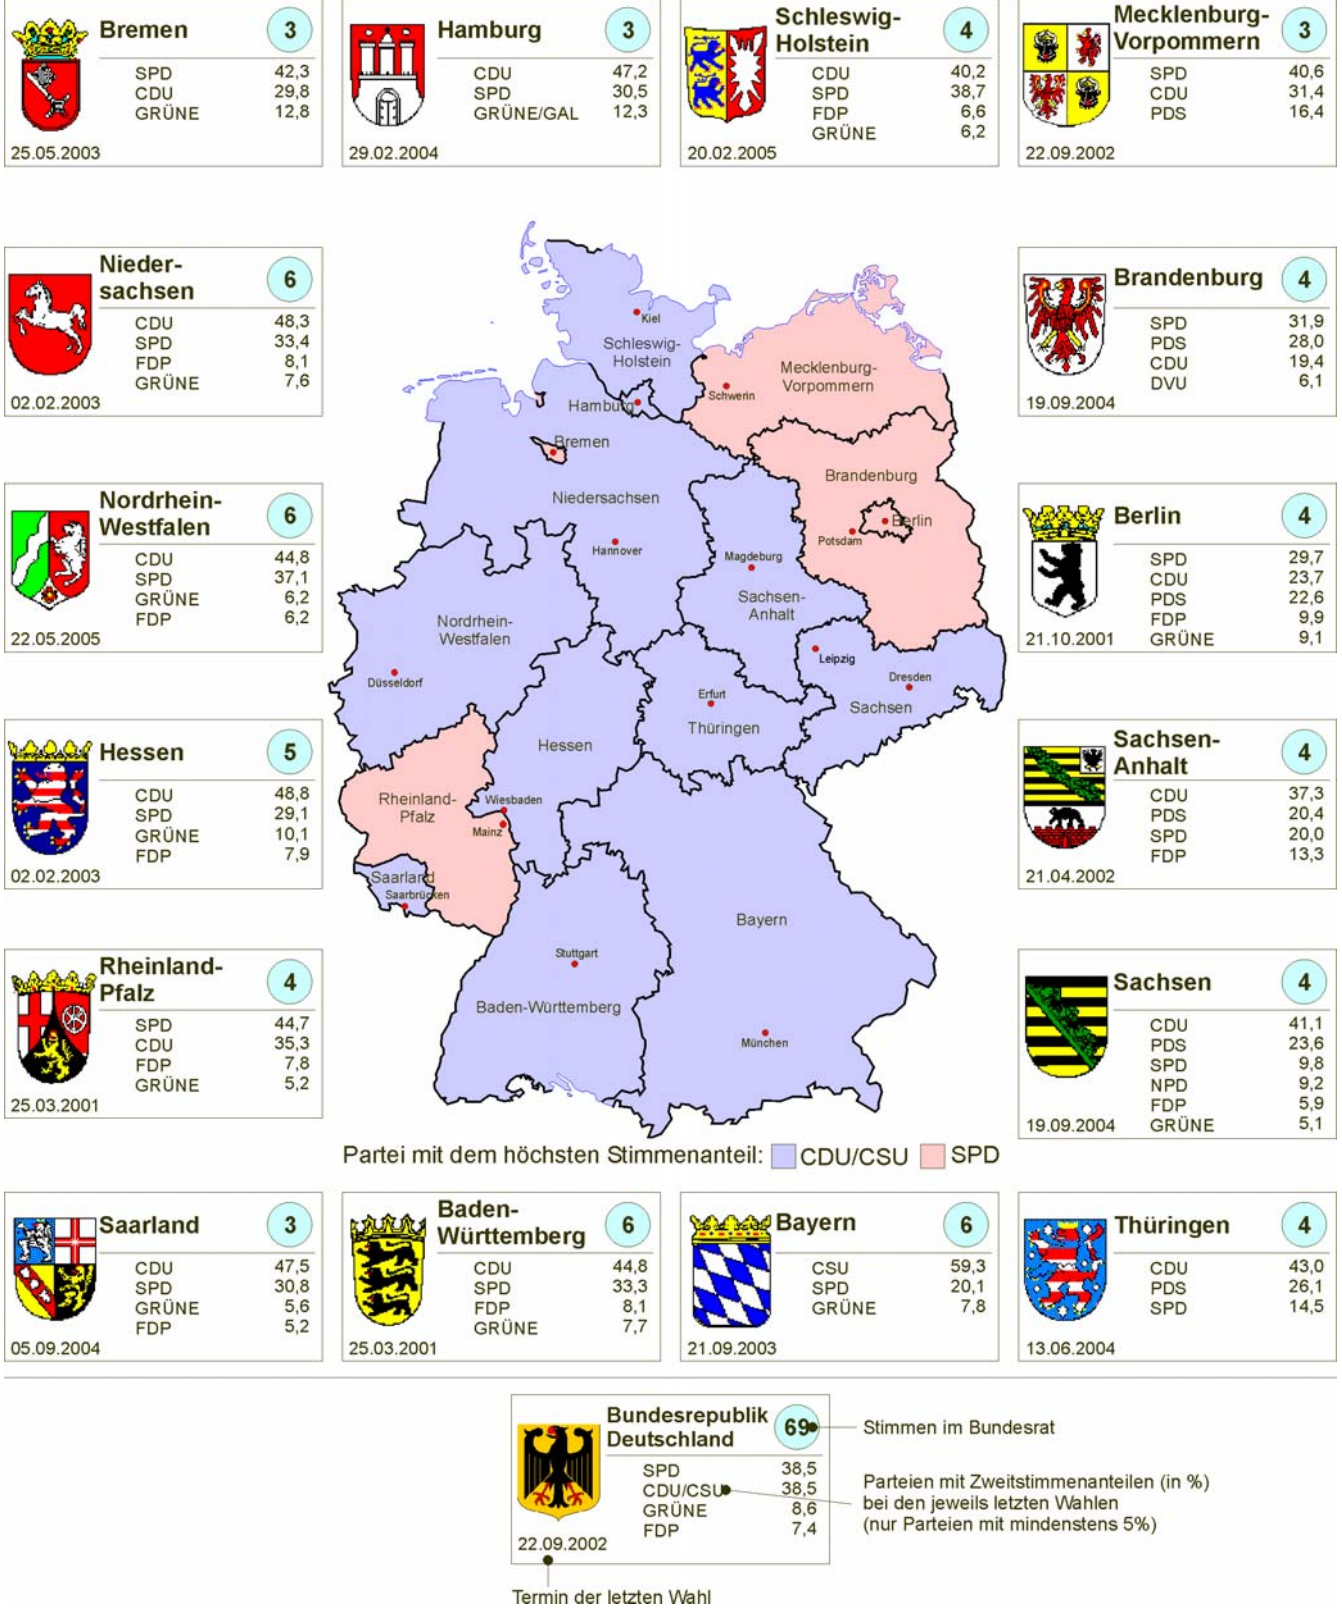 Bremen 3
SPD 42,3
CDU 29,8
GRÜNE 12,8
25.05.2003
Hamburg 3
CDU 47,2
SPD 30,5
GRÜNE/GAL 12,3
29.02.2004
Schleswig-
Holstein 4
CDU 40,2
SPD 38,7
FDP 6,6
GRÜNE 6,2
20.02.2005
Mecklenburg-
Vorpommern 3
SPD 40,6
CDU 31,4
PDS 16,4
22.09.2002
Nieder-
sachsen 6
CDU 48,3
SPD 33,4
FDP 8,1
GRÜNE 7,6
02.02.2003
Nordrhein-
Westfalen 6
CDU 44,8
SPD 37,1
GRÜNE 6,2
FDP 6,2
22.05.2005
Hessen 5
CDU 48,8
SPD 29,1
GRÜNE 10,1
FDP 7,9
02.02.2003
Rheinland-
Pfalz 4
SPD 44,7
CDU 35,3
FDP 7,8
GRÜNE 5,2
25.03.2001
Kiel
Schleswig-
Holstein
Mecklenburg-
Vorpommern
Schwerin
Hamburg
Bremen
Brandenburg
Niedersachsen
Berlin
Potsdam
Hannover
Magdeburg
Sachsen-
Anhalt
Nordrhein-
Westfalen
Leipzig
Düsseldorf
Dresden
Erfurt
Sachsen
Thüringen
Hessen
Rheinland-
Pfalz
Wiesbaden
Mainz
Saarland
Saarbrücken
Bayern
Stuttgart
Baden-Württemberg
München
Partei mit dem höchsten Stimmenanteil: CDU/CSU SPD
Brandenburg 4
SPD 31,9
PDS 28,0
CDU 19,4
DVU 6,1
19.09.2004
Berlin 4
SPD 29,7
CDU 23,7
PDS 22,6
FDP 9,9
GRÜNE 9,1
21.10.2001
Sachsen-
Anhalt 4
CDU 37,3
PDS 20,4
SPD 20,0
FDP 13,3
21.04.2002
Sachsen 4
CDU 41,1
PDS 23,6
SPD 9,8
NPD 9,2
FDP 5,9
GRÜNE 5,1
19.09.2004
Saarland 3
CDU 47,5
SPD 30,8
GRÜNE 5,6
FDP 5,2
05.09.2004
Baden-
Württemberg 6
CDU 44,8
SPD 33,3
FDP 8,1
GRÜNE 7,7
25.03.2001
Bayern 6
CSU 59,3
SPD 20,1
GRÜNE 7,8
21.09.2003
Thüringen 4
CDU 43,0
PDS 26,1
SPD 14,5
13.06.2004
Bundesrepublik
Deutschland 69
SPD 38,5
CDU/CSU 38,5
GRÜNE 8,6
FDP 7,4
22.09.2002
Stimmen im Bundesrat
Parteien mit Zweitstimmenanteilen (in %)
bei den jeweils letzten Wahlen
(nur Parteien mit mindenstens 5%)
Termin der letzten Wahl